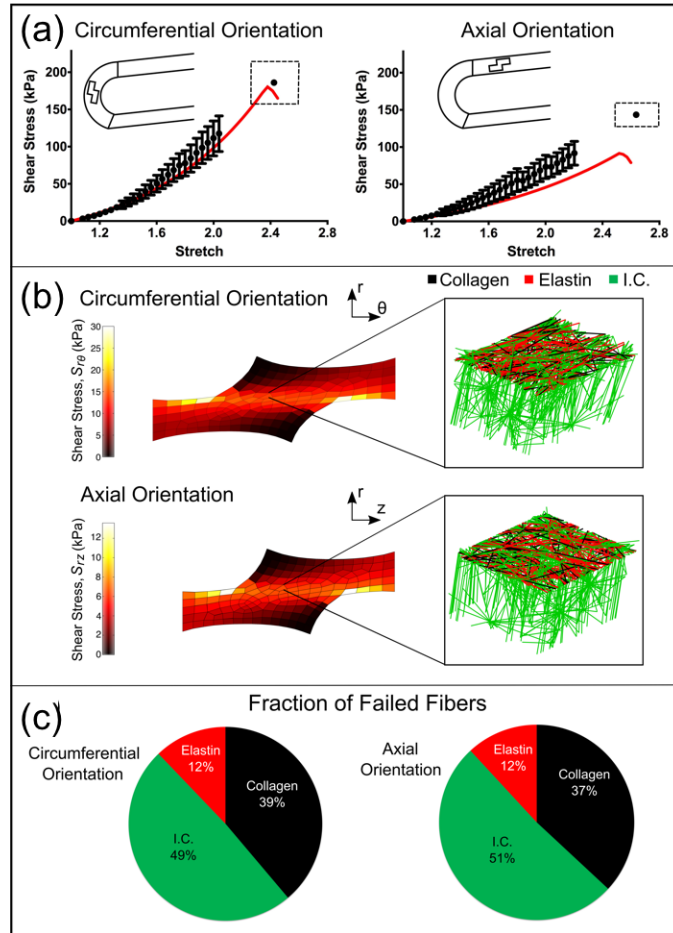 (a)
Circumferential Orientation
Axial Orientation
Shear Stress (kPa)
200
150
100
50
0
1.2
1.6
2.0
2.4
2.8
Stretch
Shear Stress (kPa)
200
150
100
50
0
1.2
1.6
2.0
2.4
2.8
Stretch
(b)
Collagen
Elastin
I.C.
Circumferential Orientation
r
θ
Shear Stress, Srθ (kPa)
30
25
20
15
10
5
0
Axial Orientation
r
z
Shear Stress, Srz (kPa)
12
10
8
6
4
2
0
(c)
Fraction of Failed Fibers
Circumferential
Orientation
Elastin
12%
Collagen
39%
I.C.
49%
Axial
Orientation
Elastin
12%
Collagen
37%
I.C.
51%